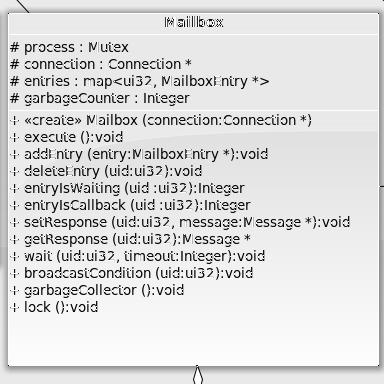 Mailbox
# process : Mutex
# connection : Connection *
# entries : map<ui32, MailboxEntry *>
# garbageCounter : Integer
+ «create» Mailbox (connection:Connection *)
+ execute ():void
+ addEntry (entry:MailboxEntry *):void
+ deleteEntry (uid:ui32):void
+ entryIsWaiting (uid :ui32):Integer
+ entryIsCallback (uid :ui32):Integer
+ setResponse (uid:ui32, message:Message *):void
+ getResponse (uid:ui32):Message *
+ wait (uid:ui32, timeout:Integer):void
+ broadcastCondition (uid:ui32):void
+ garbageCollector ():void
+ lock ():void